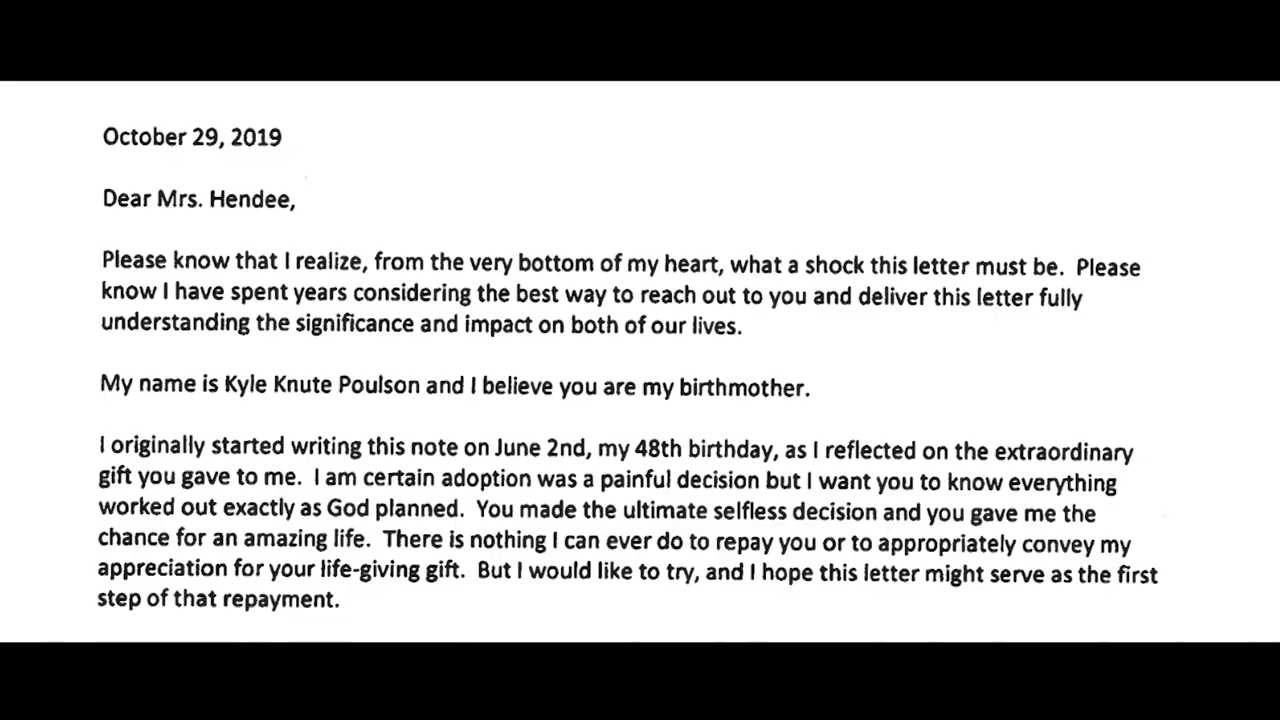 October 29, 2019
Dear Mrs. Hendee,
Please know that I realize, from the very bottom of my heart, what a shock this letter must be.  Please
know I have spent years considering the best way to reach out to you and deliver this letter fully
understanding the significance and impact on both of our lives.
My name is Kyle Knute Poulson and I believe you are my birthmother.
I originally started writing this note on June 2nd, my 48th birthday, as I reflected on the extraordinary
gift you gave to me.  I am certain adoption was a painful decision but I want you to know everything
worked out exactly as God planned.  You made the ultimate selfless decision and you gave me the
chance for an amazing life.  There is nothing I can ever do to repay you or to appropriately convey my
appreciation for your life-giving gift.  But I would like to try, and I hope this letter might serve as the first
step of that repayment.